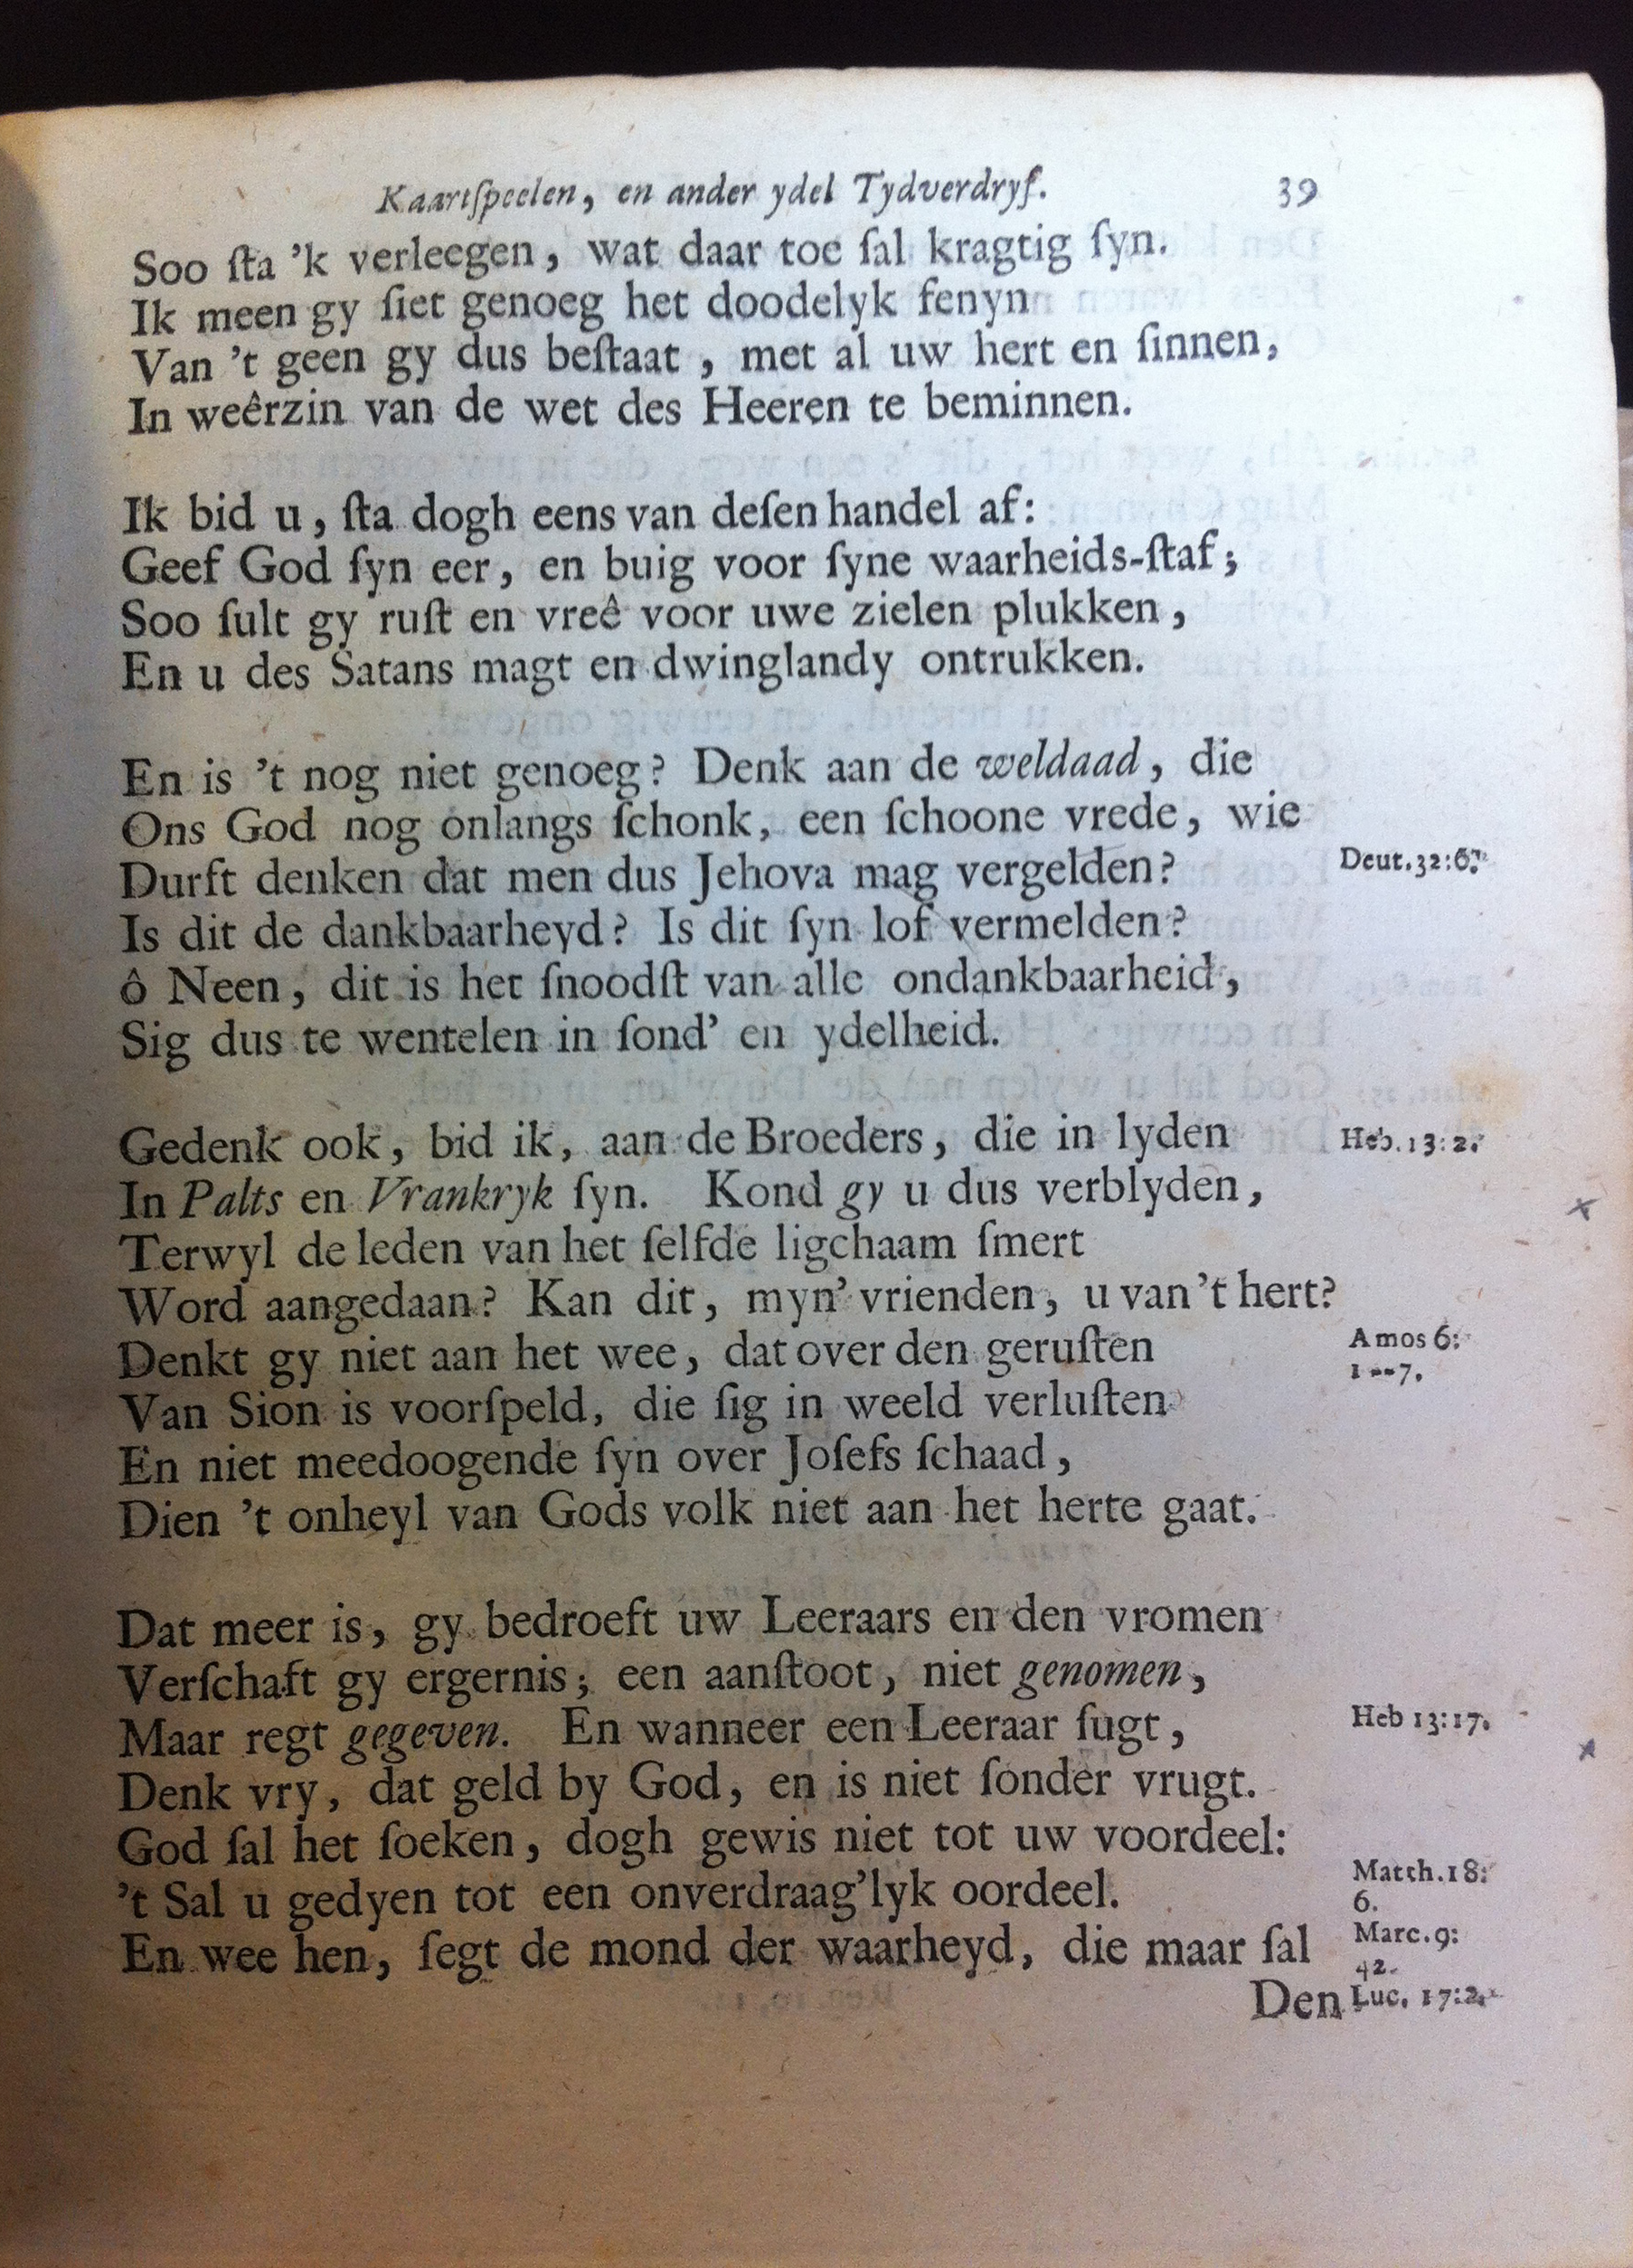 Kaartſpeelen, en ander ydel Tydverdryf. 39
Soo ſta ’k verleegen, wat daar toe ſal kragtig ſyn.
Ik meen gy ſiet genoeg het doodelyk fenyn
Van ’t geen gy dus beſtaat, met al uw hert en ſinnen,
In weêrzin van de wet des Heeren te beminnen.
Ik bid u, ſta dogh eens van deſen handel af:
Geef God ſyn eer, en buig voor ſyne waarheids-ſtaf;
Soo ſult gy ruſt en vreê voor uwe zielen plukken,
En u des Satans magt en dwinglandy ontrukken.
En is ’t nog niet genoeg? Denk aan de weldaad, die
Ons God nog onlangs ſchonk, een ſchoone vrede, wie
Durft denken dat men dus Jehova mag vergelden? Deut. 32:6.
Is dit de dankbaarheyd? Is dit ſyn lof vermelden?
ô Neen, dit is het ſnoodſt van alle ondankbaarheid,
Sig dus te wentelen in ſond’ en ydelheid.
Gedenk ook, bid ik, aan de Broeders, die in lyden Heb. 13:2.
In Palts en Vrankryk ſyn. Kond gy u dus verblyden,
Terwyl de leden van het ſelfde ligchaam ſmert
Word aangedaan? Kan dit, myn’ vrienden, u van ’t hert?
Denkt gy niet aan het wee, dat over den geruſten Amos 6:
1--7.
Van Sion is voorſpeld, die ſig in weeld verluſten
En niet meedoogende ſyn over Joſefs ſchaad,
Dien ’t onheyl van Gods volk niet aan het herte gaat.
Dat meer is, gy bedroeft uw Leeraars en den vromen
Verſchaft gy ergernis; een aanſtoot, niet genomen,
Maar regt gegeven. En wanneer een Leeraar ſugt, Heb 13:17.
Denk vry, dat geld by God, en is niet ſonder vrugt.
God ſal het ſoeken, dogh gewis niet tot uw voordeel:
’t Sal u gedyen tot een onverdraag’lyk oordeel. Matth. 18:
6.
En wee hen, ſegt de mond der waarheyd, die maar ſal Marc. 9:
42.
Den Luc. 17:2.